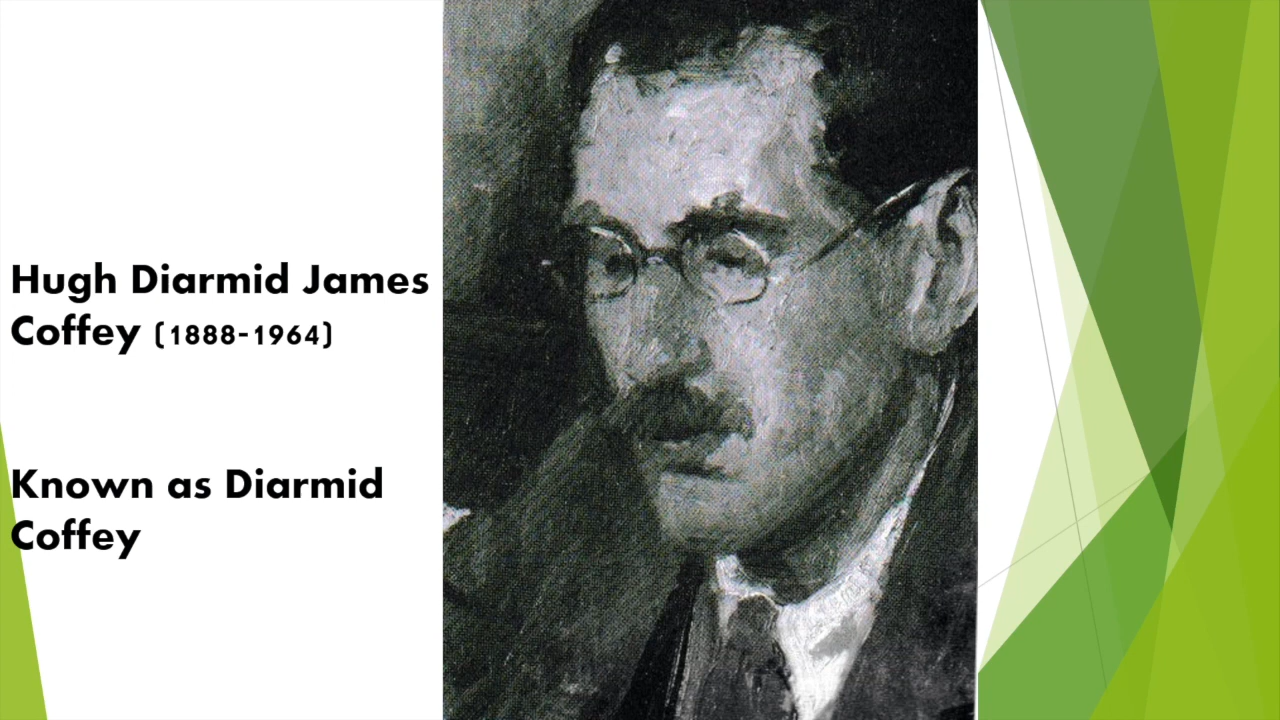 Hugh Diarmid James
Coffey (1888-1964)
Known as Diarmid
Coffey